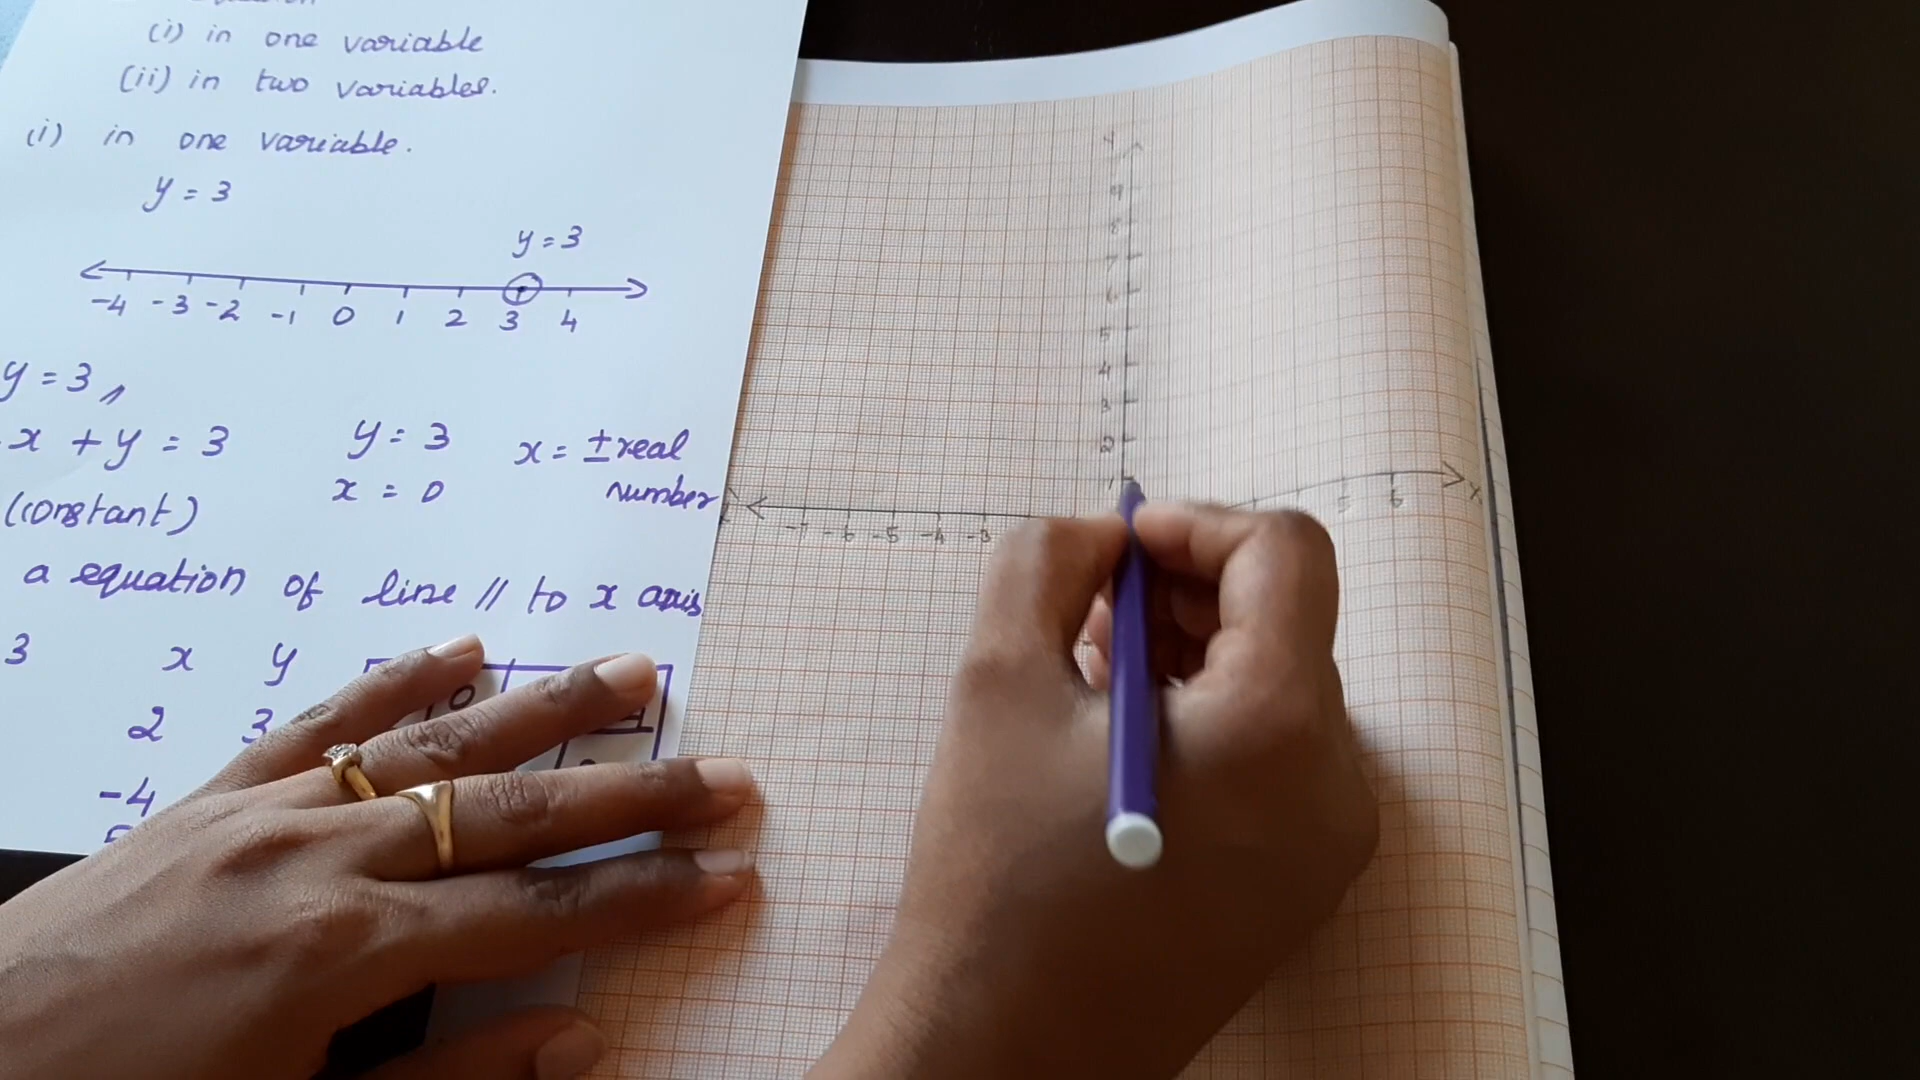 (i) in one variable
(ii) in two variables.
(i) in one variable.
y = 3
y = 3
-4 -3 -2 -1 0 1 2 3 4
y = 3,
x + y = 3
y = 3
x = 0
x = ± real
number
(constant)
a equation of line // to x axis
3
x y
2 3
-4
0
Y
9
8
7
6
5
4
3
2
1
-7 -6 -5 -4 -3
5 6 X